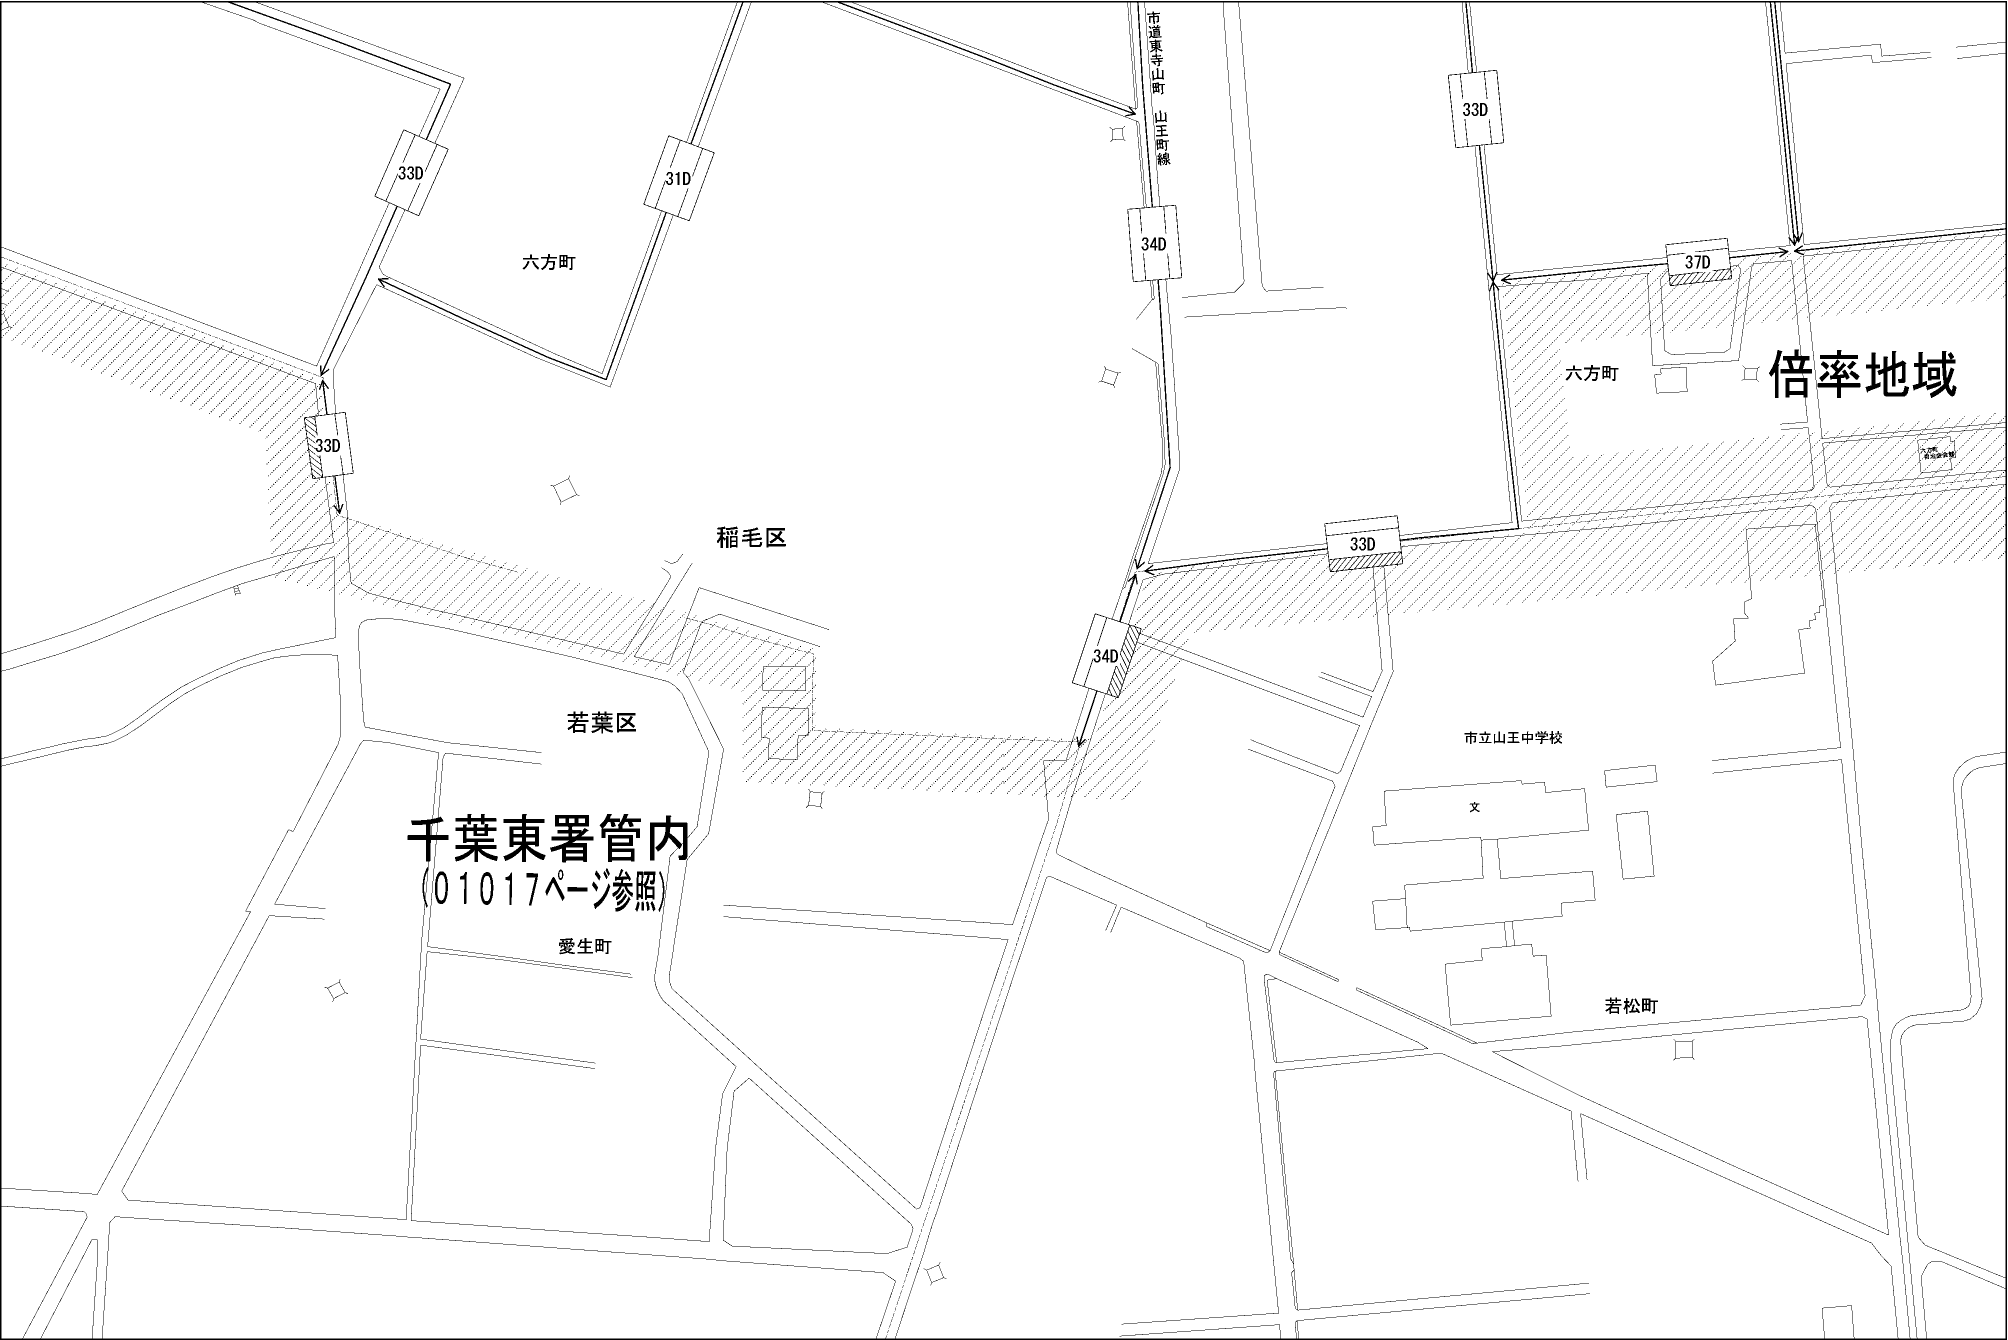 市道東寺山町　山王町線
33D
33D
31D
34D
六方町
37D
六方町
倍率地域
33D
六方町
稲毛区
33D
34D
若葉区
市立山王中学校
文
千葉東署管内
(01017ページ参照)
愛生町
若松町